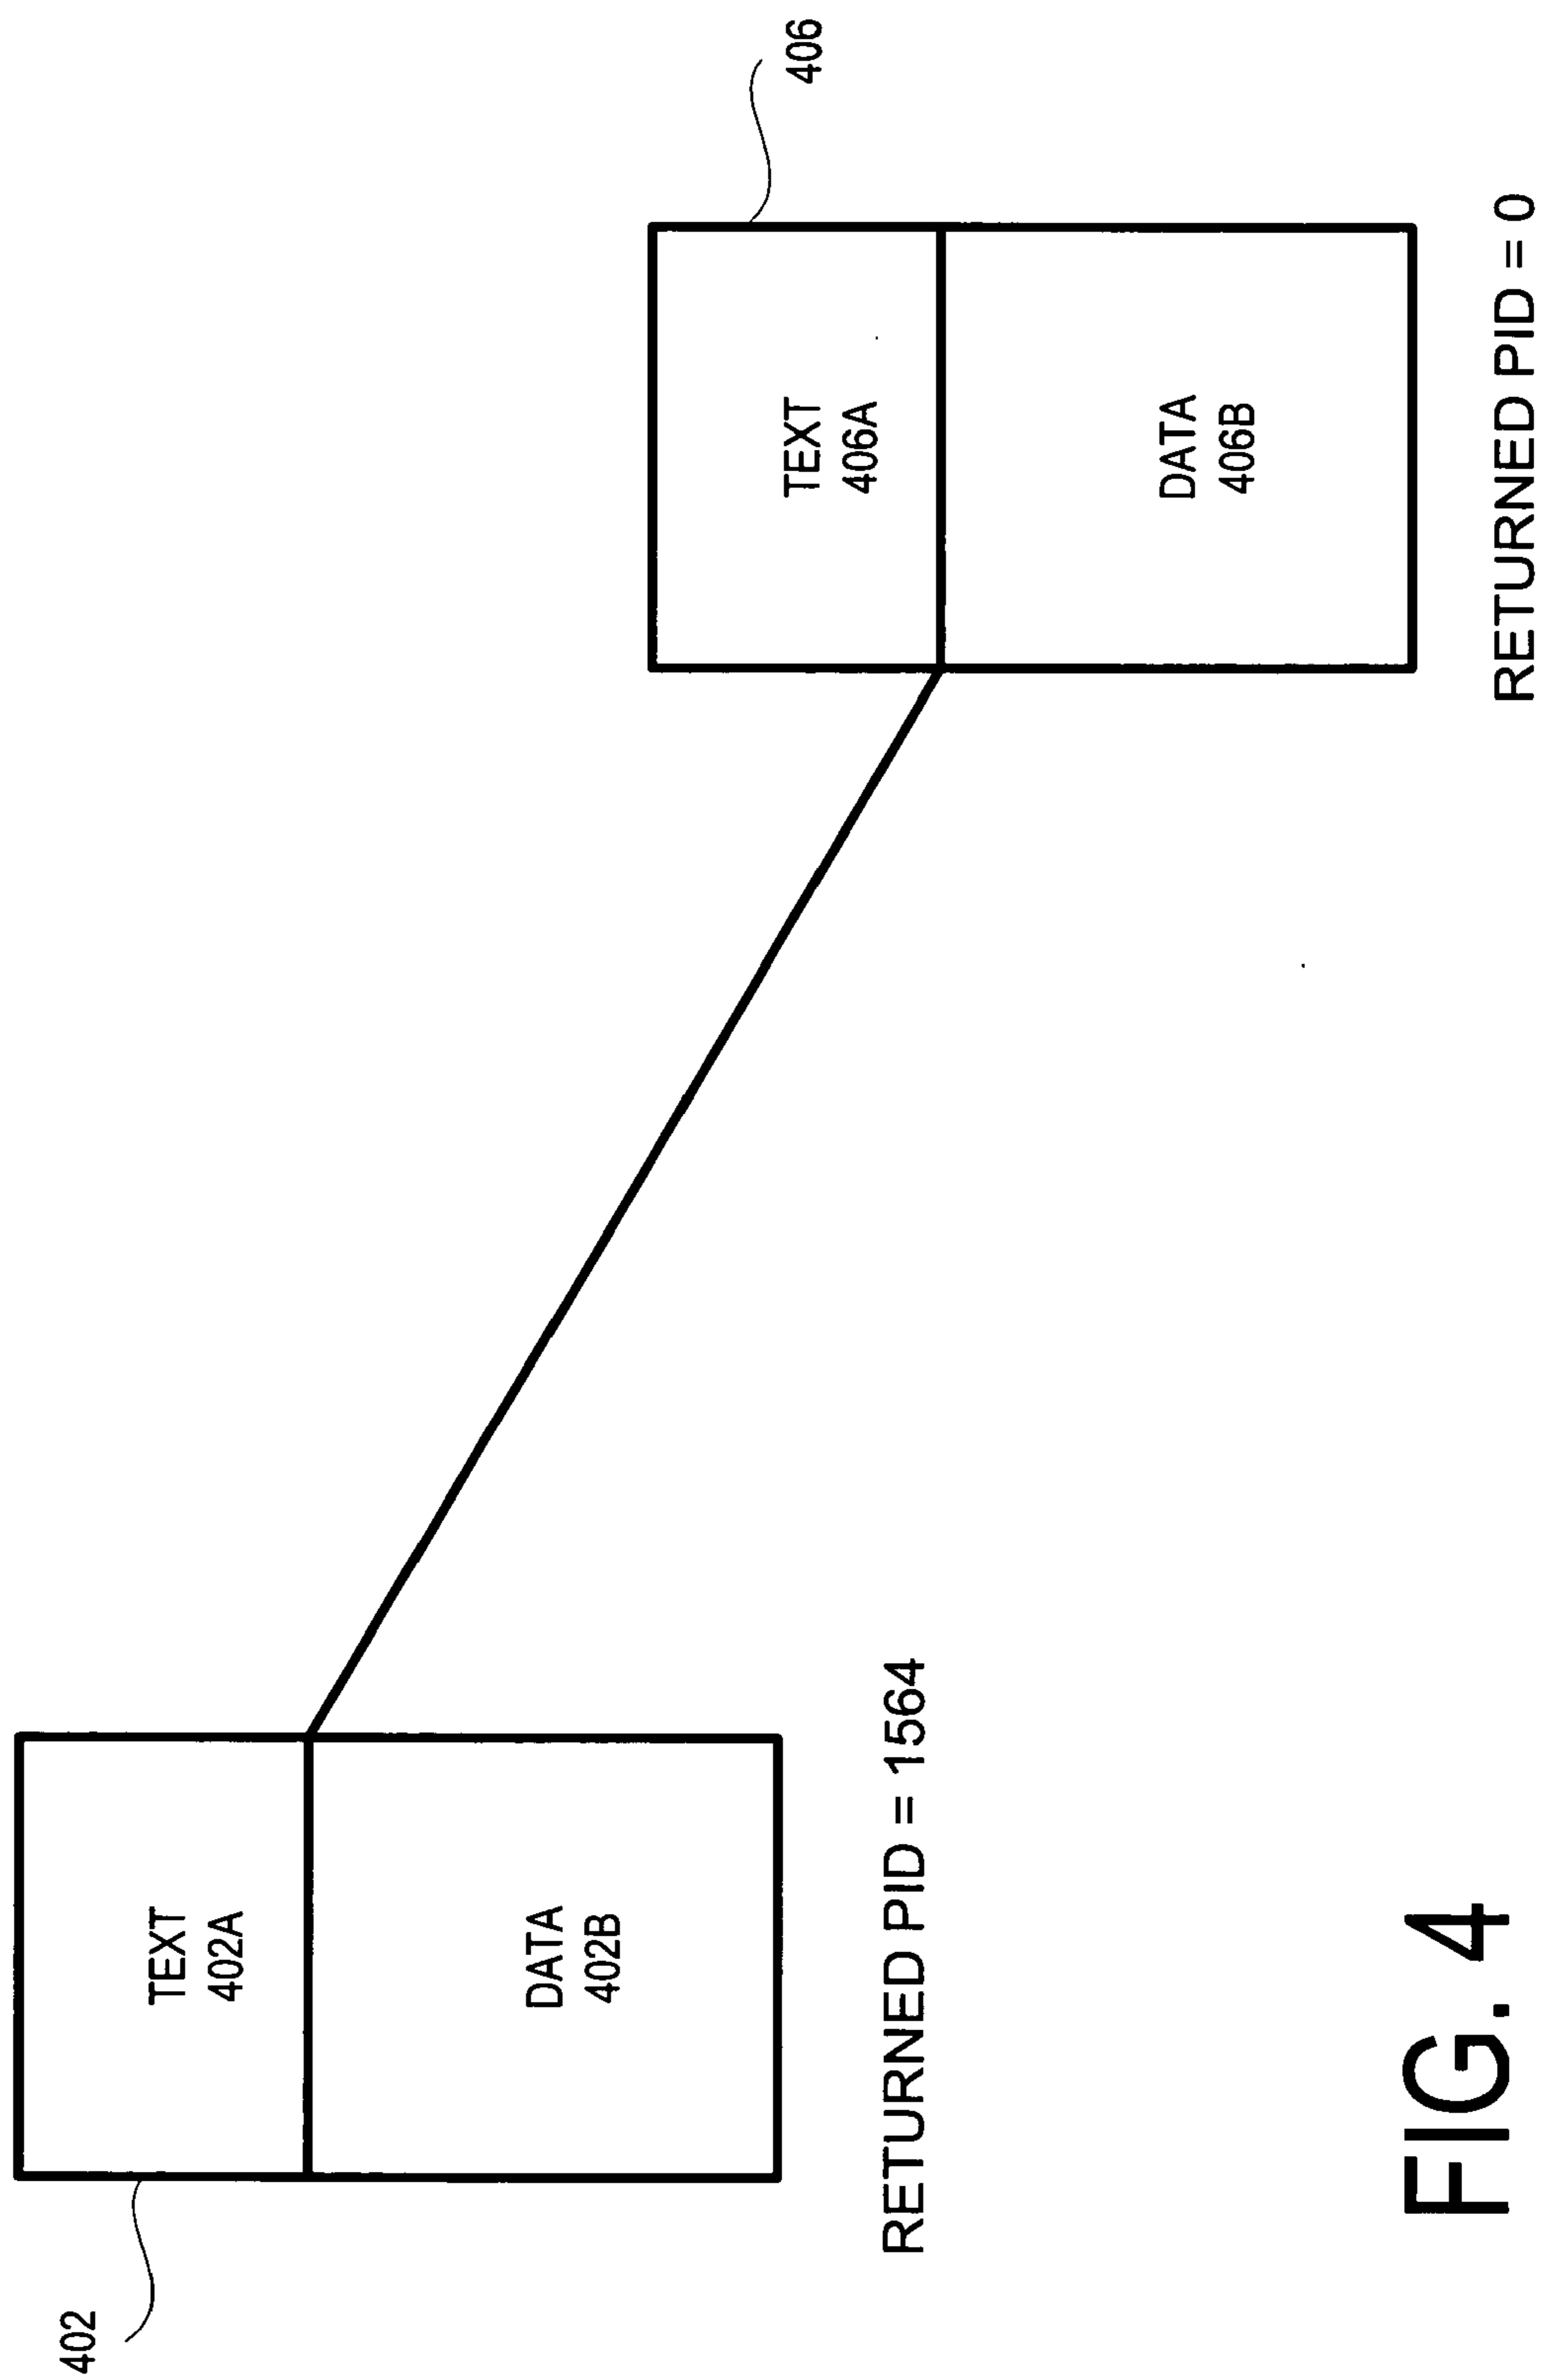 402
TEXT
402A
DATA
402B
RETURNED PID = 1564
406
TEXT
406A
DATA
406B
RETURNED PID = 0
FIG. 4